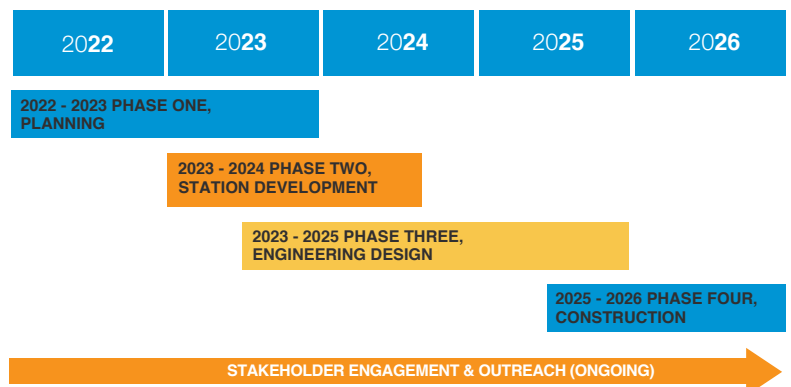 2022 2023 2024 2025 2026
2022 - 2023 PHASE ONE,
PLANNING
2023 - 2024 PHASE TWO,
STATION DEVELOPMENT
2023 - 2025 PHASE THREE,
ENGINEERING DESIGN
2025 - 2026 PHASE FOUR,
CONSTRUCTION
STAKEHOLDER ENGAGEMENT & OUTREACH (ONGOING)